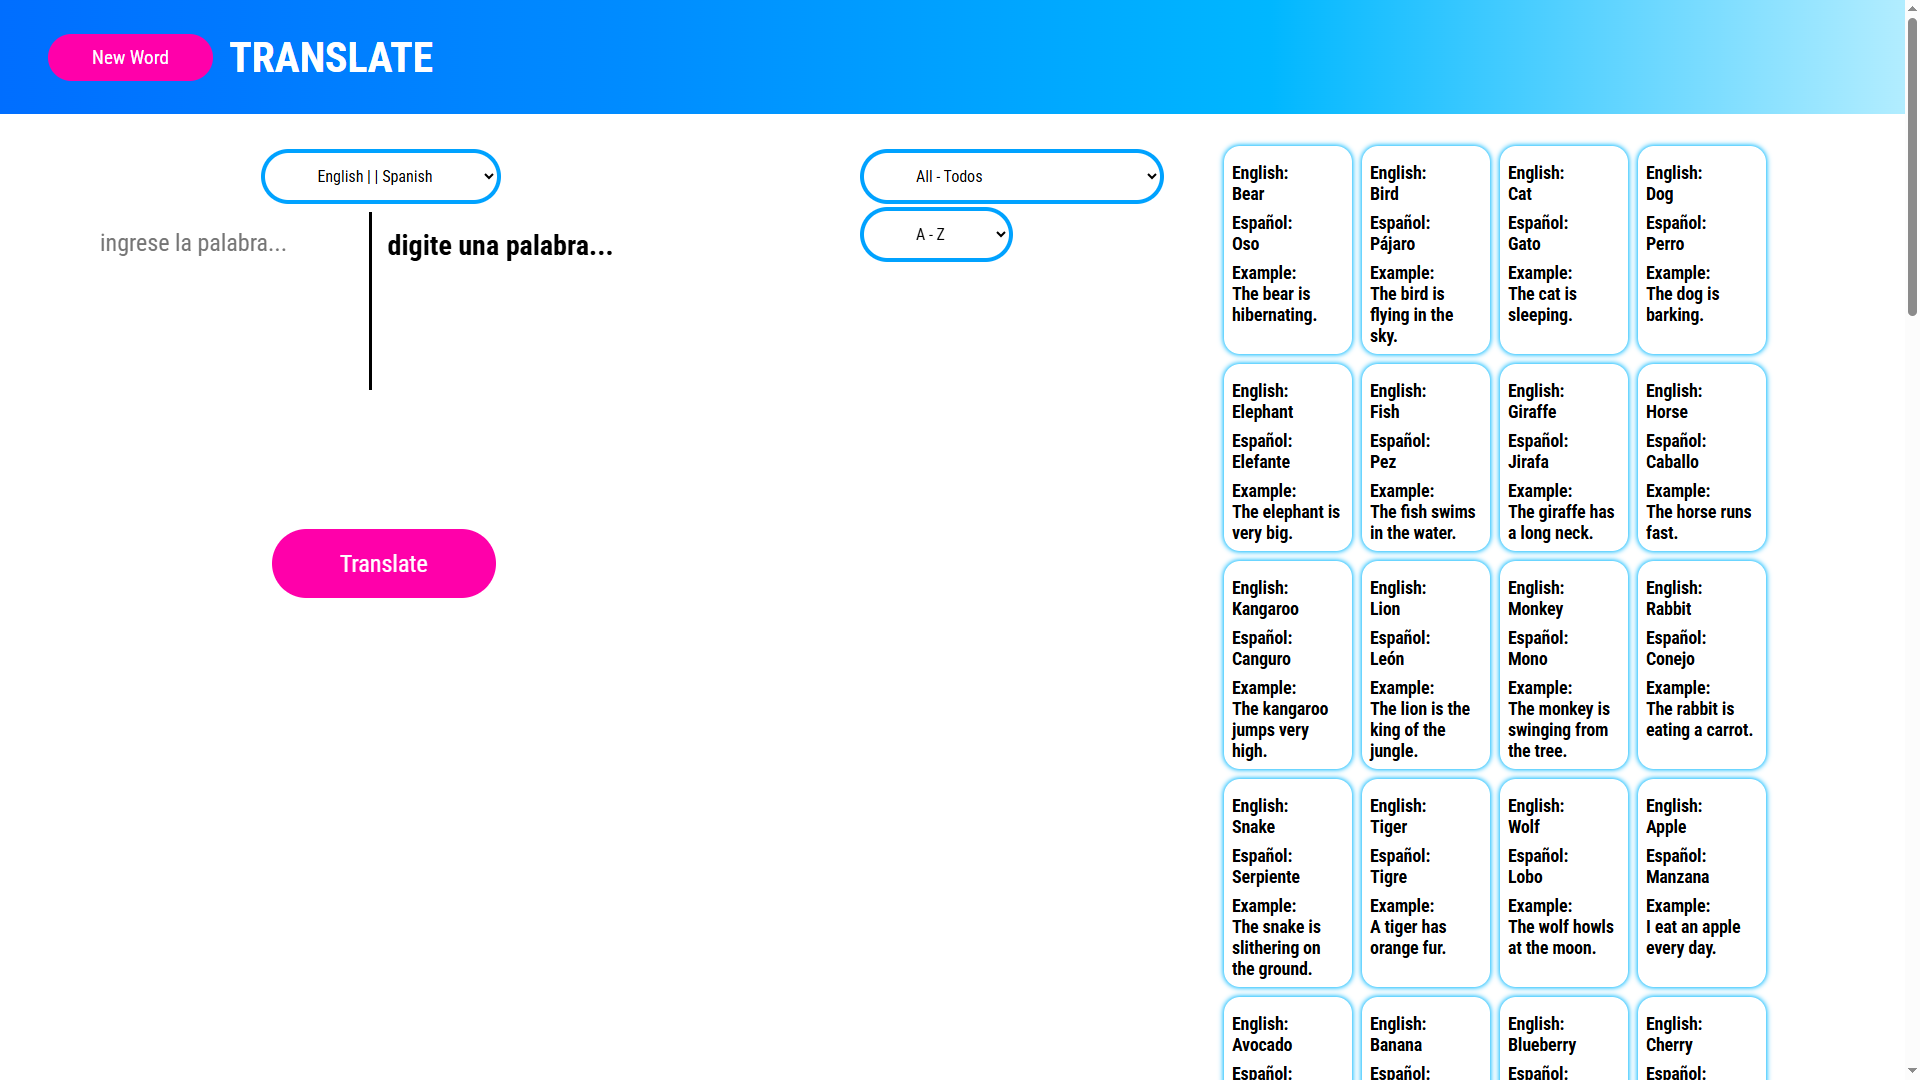 New Word
TRANSLATE
English | | Spanish
ingrese la palabra...
digite una palabra...
Translate
All - Todos
A - Z
English:
Bear
Español:
Oso
Example:
The bear is
hibernating.
English:
Bird
Español:
Pájaro
Example:
The bird is
flying in the
sky.
English:
Cat
Español:
Gato
Example:
The cat is
sleeping.
English:
Dog
Español:
Perro
Example:
The dog is
barking.
English:
Elephant
Español:
Elefante
Example:
The elephant is
very big.
English:
Fish
Español:
Pez
Example:
The fish swims
in the water.
English:
Giraffe
Español:
Jirafa
Example:
The giraffe has
a long neck.
English:
Horse
Español:
Caballo
Example:
The horse runs
fast.
English:
Kangaroo
Español:
Canguro
Example:
The kangaroo
jumps very
high.
English:
Lion
Español:
León
Example:
The lion is the
king of the
jungle.
English:
Monkey
Español:
Mono
Example:
The monkey is
swinging from
the tree.
English:
Rabbit
Español:
Conejo
Example:
The rabbit is
eating a carrot.
English:
Snake
Español:
Serpiente
Example:
The snake is
slithering on
the ground.
English:
Tiger
Español:
Tigre
Example:
A tiger has
orange fur.
English:
Wolf
Español:
Lobo
Example:
The wolf howls
at the moon.
English:
Apple
Español:
Manzana
Example:
I eat an apple
every day.
English:
Avocado
Español:
English:
Banana
Español:
English:
Blueberry
Español:
English:
Cherry
Español: